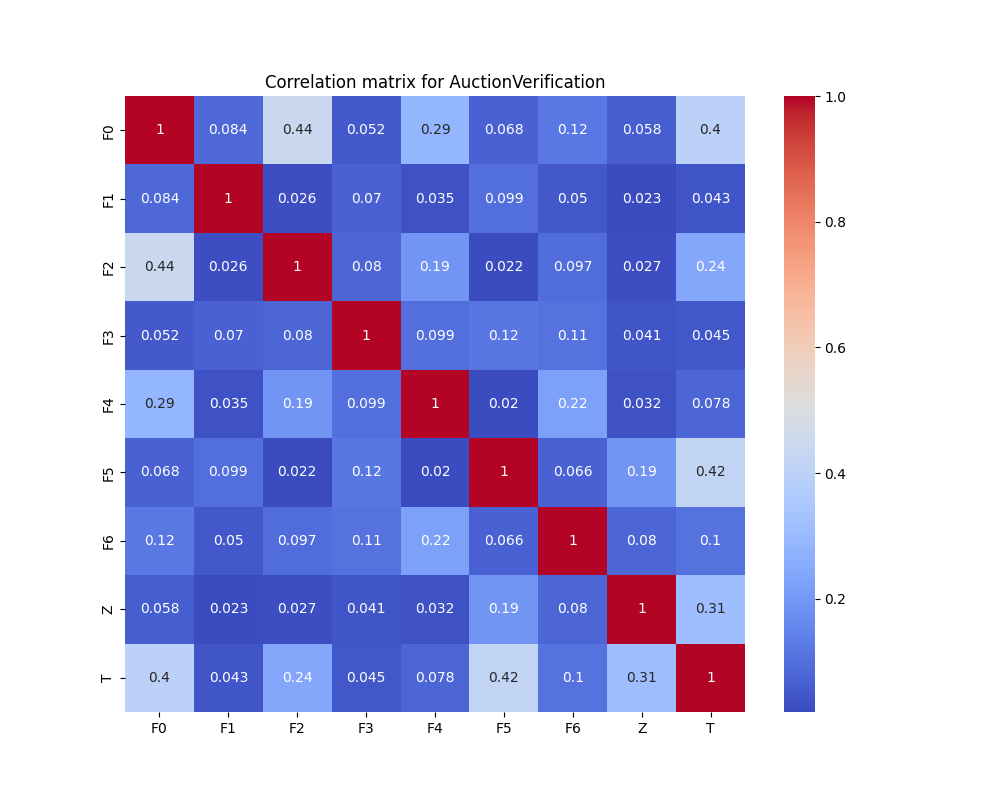 Correlation matrix for AuctionVerification
F0 1 0.084 0.44 0.052 0.29 0.068 0.12 0.058 0.4
F1 0.084 1 0.026 0.07 0.035 0.099 0.05 0.023 0.043
F2 0.44 0.026 1 0.08 0.19 0.022 0.097 0.027 0.24
F3 0.052 0.07 0.08 1 0.099 0.12 0.11 0.041 0.045
F4 0.29 0.035 0.19 0.099 1 0.02 0.22 0.032 0.078
F5 0.068 0.099 0.022 0.12 0.02 1 0.066 0.19 0.42
F6 0.12 0.05 0.097 0.11 0.22 0.066 1 0.08 0.1
Z 0.058 0.023 0.027 0.041 0.032 0.19 0.08 1 0.31
T 0.4 0.043 0.24 0.045 0.078 0.42 0.1 0.31 1
F0 F1 F2 F3 F4 F5 F6 Z T
1.0
0.8
0.6
0.4
0.2